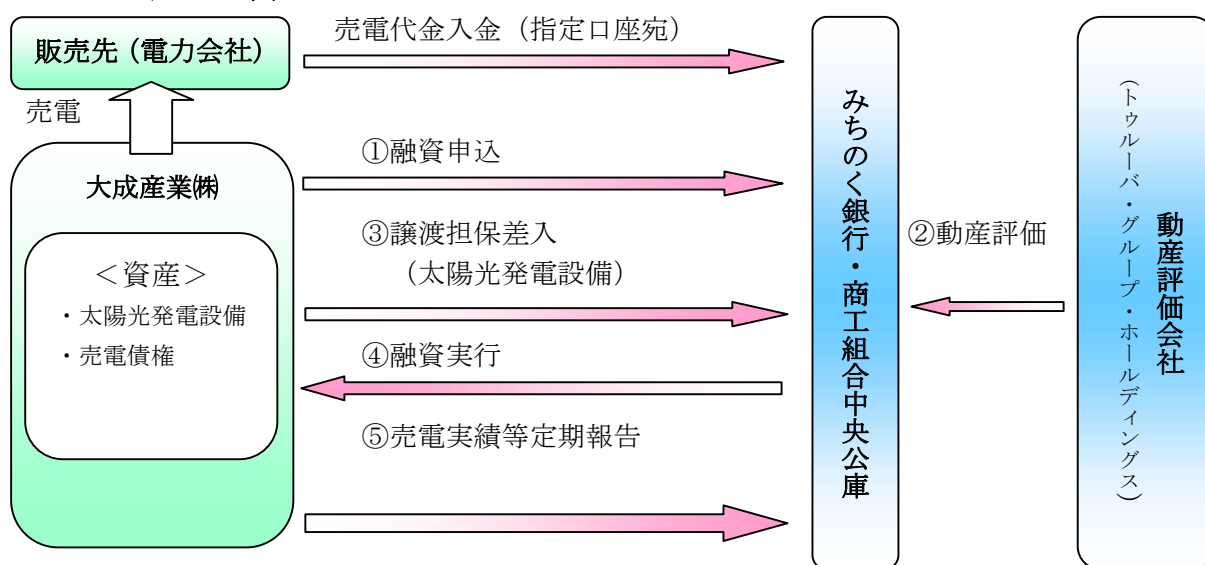 販売先（電力会社）
売電代金入金（指定口座宛）
売電
大成産業㈱
＜資産＞
・太陽光発電設備
・売電債権
①融資申込
③譲渡担保差入
（太陽光発電設備）
④融資実行
⑤売電実績等定期報告
みちのく銀行・商工組合中央公庫
②動産評価
動産評価会社
（トゥルーバ・グループ・ホールディングス）